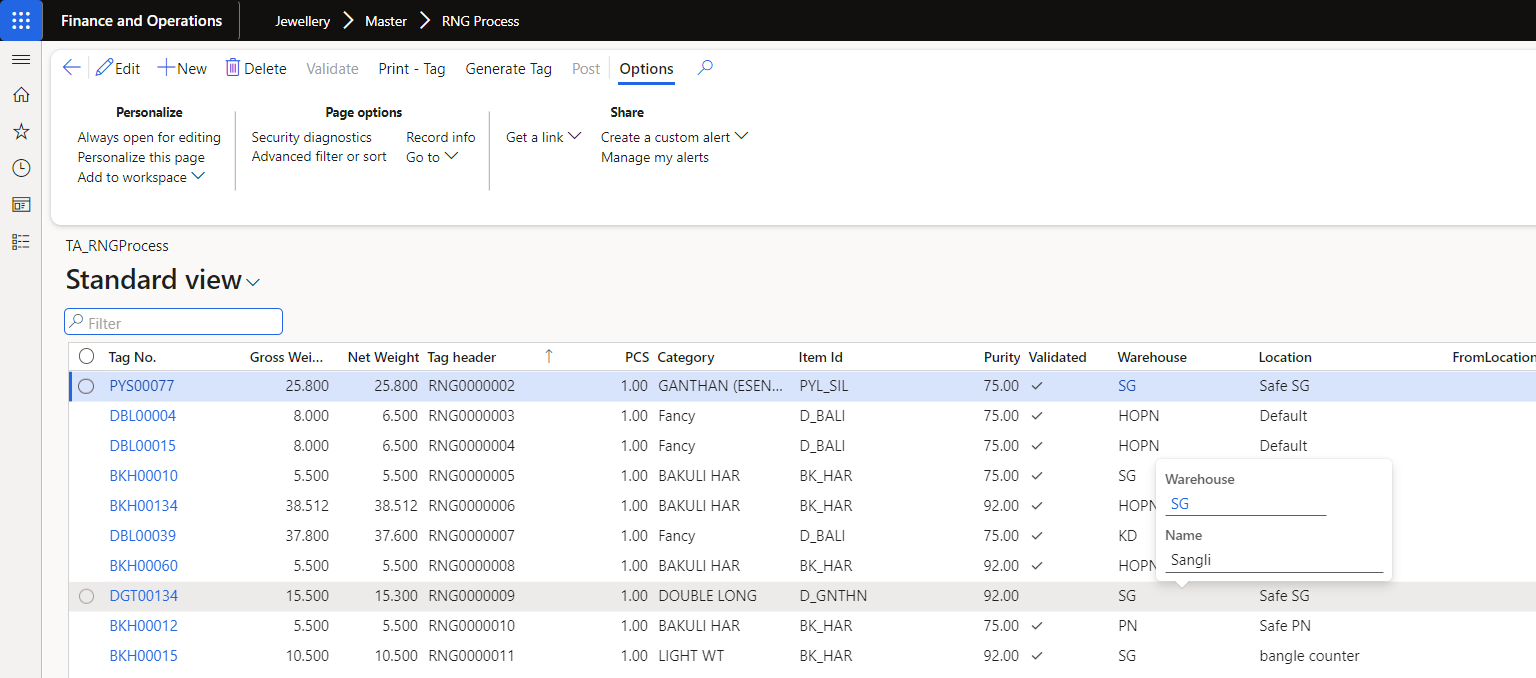 Finance and Operations Jewellery Master RNG Process
Edit New Delete Validate Print - Tag Generate Tag Post Options
Personalize Page options Share
Always open for editing Security diagnostics Record info Get a link Create a custom alert
Personalize this page Advanced filter or sort Go to Manage my alerts
Add to workspace
TA_RNGProcess
Standard view
Filter
Tag No. Gross Wei... Net Weight Tag header PCS Category Item Id Purity Validated Warehouse Location FromLocation
PYS00077 25.800 25.800 RNG0000002 1.00 GANTHAN (ESEN... PYL_SIL 75.00 SG Safe SG
DBL00004 8.000 6.500 RNG0000003 1.00 Fancy D_BALI 75.00 HOPN Default
DBL00015 8.000 6.500 RNG0000004 1.00 Fancy D_BALI 75.00 HOPN Default
BKH00010 5.500 5.500 RNG0000005 1.00 BAKULI HAR BK_HAR 75.00 SG
Warehouse
SG
BKH00134 38.512 38.512 RNG0000006 1.00 BAKULI HAR BK_HAR 92.00 HOPN
DBL00039 37.800 37.600 RNG0000007 1.00 Fancy D_BALI 75.00 KD
Name
Sangli
BKH00060 5.500 5.500 RNG0000008 1.00 BAKULI HAR BK_HAR 92.00 HOPN
DGT00134 15.500 15.300 RNG0000009 1.00 DOUBLE LONG D_GNTHN 92.00 SG Safe SG
BKH00012 5.500 5.500 RNG0000010 1.00 BAKULI HAR BK_HAR 75.00 PN Safe PN
BKH00015 10.500 10.500 RNG0000011 1.00 LIGHT WT BK_HAR 92.00 SG bangle counter